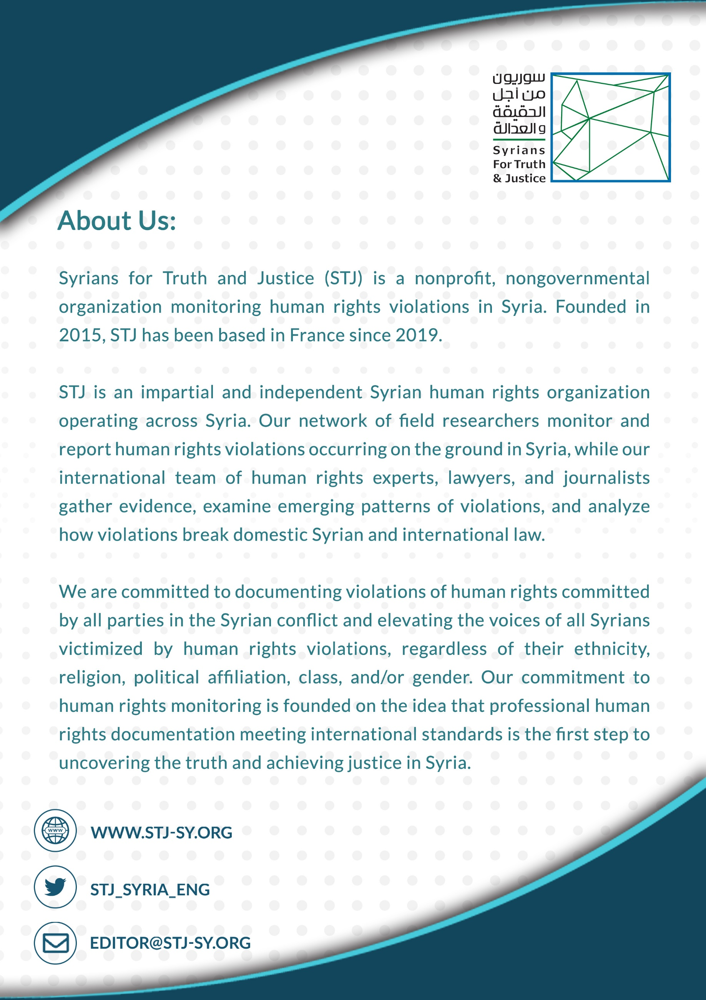 سوريون
من أجل
الحقيقة
و العدالة
Syrians
For Truth
& Justice
About Us:
Syrians for Truth and Justice (STJ) is a nonprofit, nongovernmental
organization monitoring human rights violations in Syria. Founded in
2015, STJ has been based in France since 2019.
STJ is an impartial and independent Syrian human rights organization
operating across Syria. Our network of field researchers monitor and
report human rights violations occurring on the ground in Syria, while our
international team of human rights experts, lawyers, and journalists
gather evidence, examine emerging patterns of violations, and analyze
how violations break domestic Syrian and international law.
We are committed to documenting violations of human rights committed
by all parties in the Syrian conflict and elevating the voices of all Syrians
victimized by human rights violations, regardless of their ethnicity,
religion, political affiliation, class, and/or gender. Our commitment to
human rights monitoring is founded on the idea that professional human
rights documentation meeting international standards is the first step to
uncovering the truth and achieving justice in Syria.
www
WWW.STJ-SY.ORG
STJ_SYRIA_ENG
EDITOR@STJ-SY.ORG